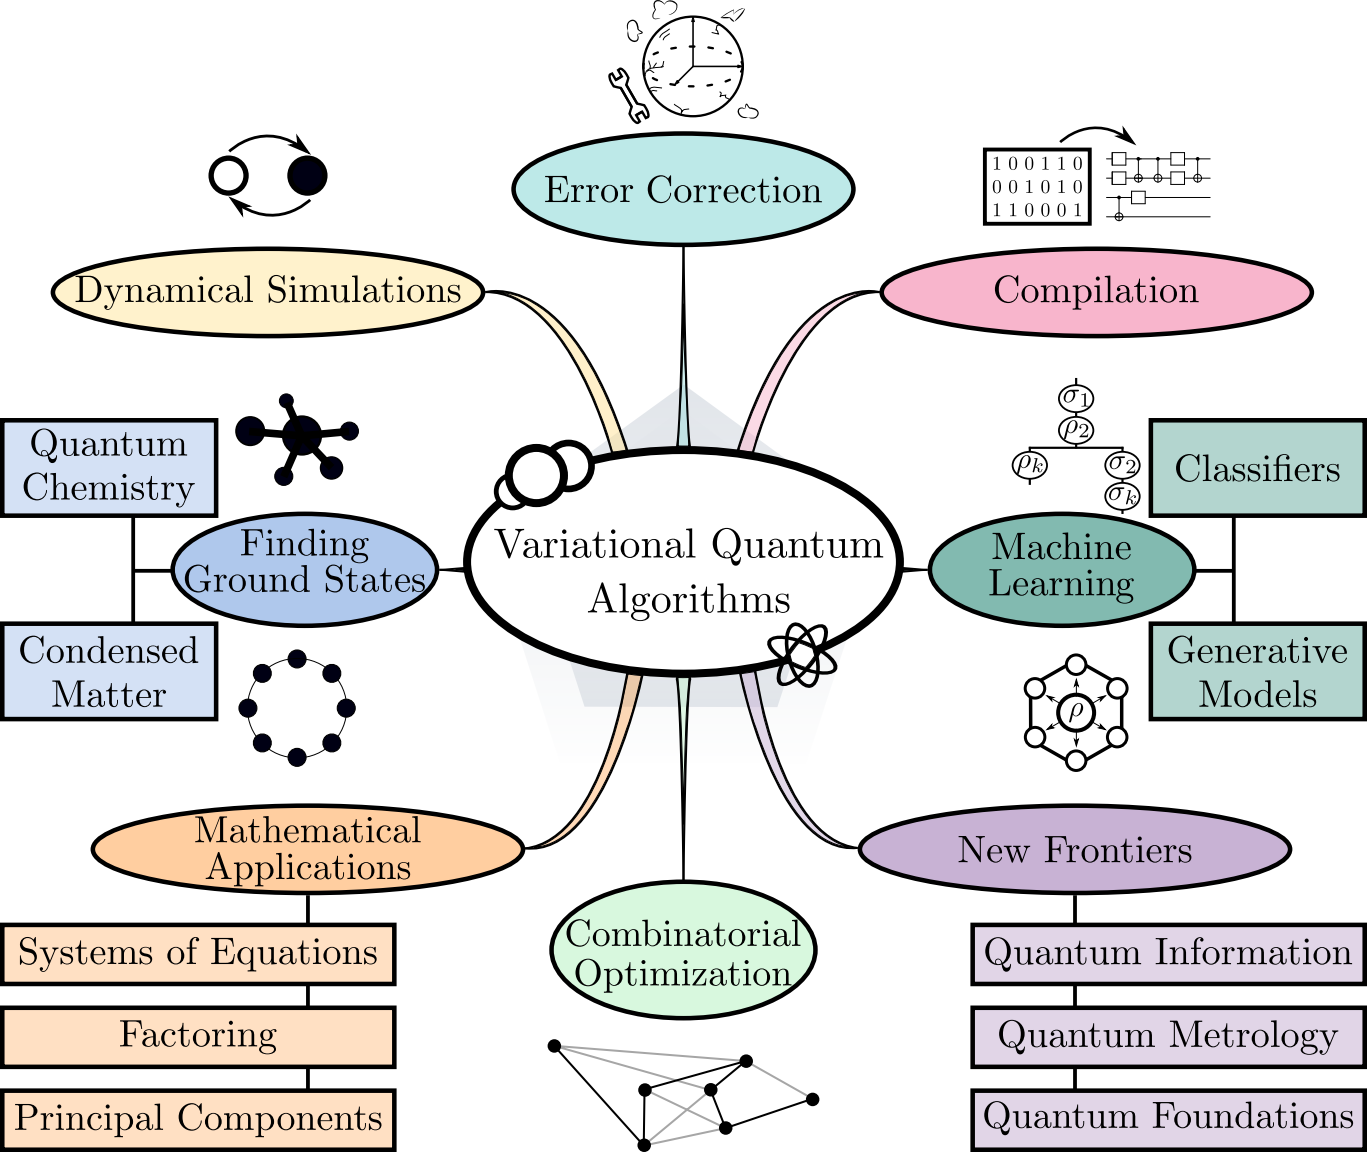 Error Correction
1 0 0 1 1 0
0 0 1 0 1 0
1 1 0 0 0 1
Dynamical Simulations
Compilation
σ1
ρ2
ρk
σ2
σk
Quantum
Chemistry
Classifiers
Finding
Ground States
Variational Quantum
Algorithms
Machine
Learning
Condensed
Matter
Generative
Models
ρ
Mathematical
Applications
New Frontiers
Combinatorial
Optimization
Systems of Equations
Factoring
Principal Components
Quantum Information
Quantum Metrology
Quantum Foundations